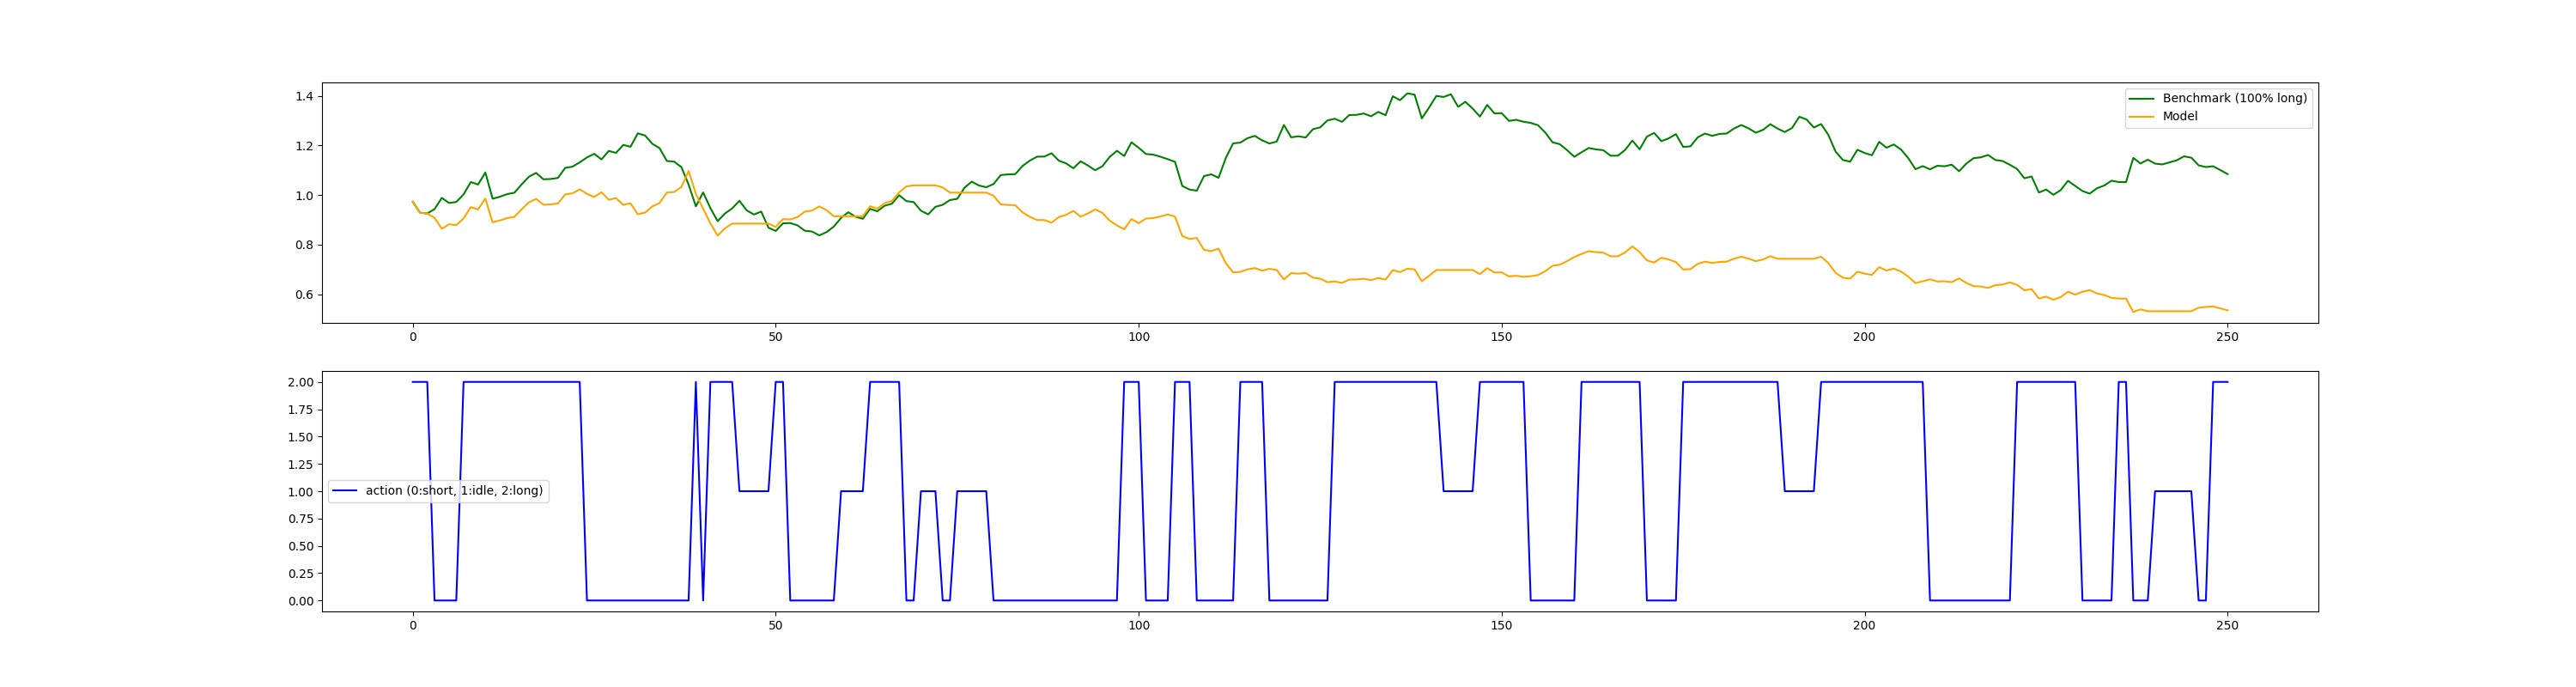 1.4
1.2
1.0
0.8
0.6
Benchmark (100% long)
Model
0 50 100 150 200 250
2.00
1.75
1.50
1.25
1.00
0.75
0.50
0.25
0.00
action (0:short, 1:idle, 2:long)
0 50 100 150 200 250